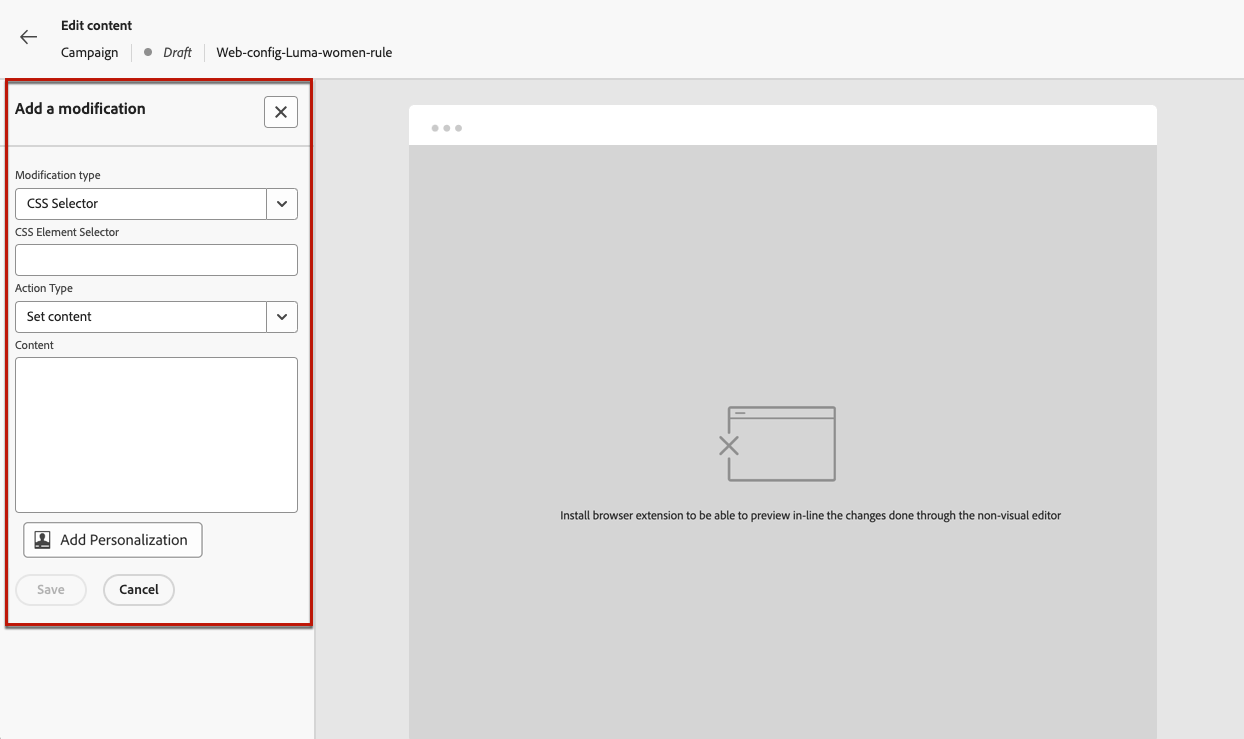 Edit content
Campaign Draft Web-config-Luma-women-rule
Add a modification
Modification type
CSS Selector
CSS Element Selector
Action Type
Set content
Content
Add Personalization
Save Cancel
Install browser extension to be able to preview in-line the changes done through the non-visual editor